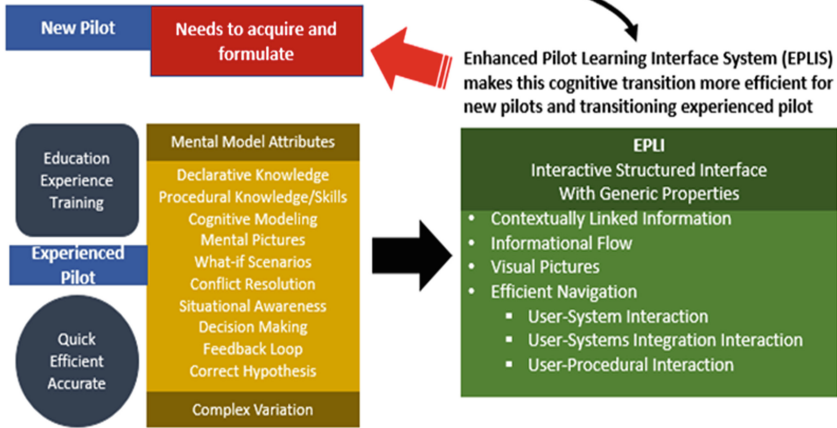 New Pilot
Needs to acquire and
formulate
Enhanced Pilot Learning Interface System (EPLIS)
makes this cognitive transition more efficient for
new pilots and transitioning experienced pilot
Education
Experience
Training
Experienced
Pilot
Quick
Efficient
Accurate
Mental Model Attributes
Declarative Knowledge
Procedural Knowledge/Skills
Cognitive Modeling
Mental Pictures
What-if Scenarios
Conflict Resolution
Situational Awareness
Decision Making
Feedback Loop
Correct Hypothesis
Complex Variation
EPLI
Interactive Structured Interface
With Generic Properties
• Contextually Linked Information
• Informational Flow
• Visual Pictures
• Efficient Navigation
▪ User-System Interaction
▪ User-Systems Integration Interaction
▪ User-Procedural Interaction